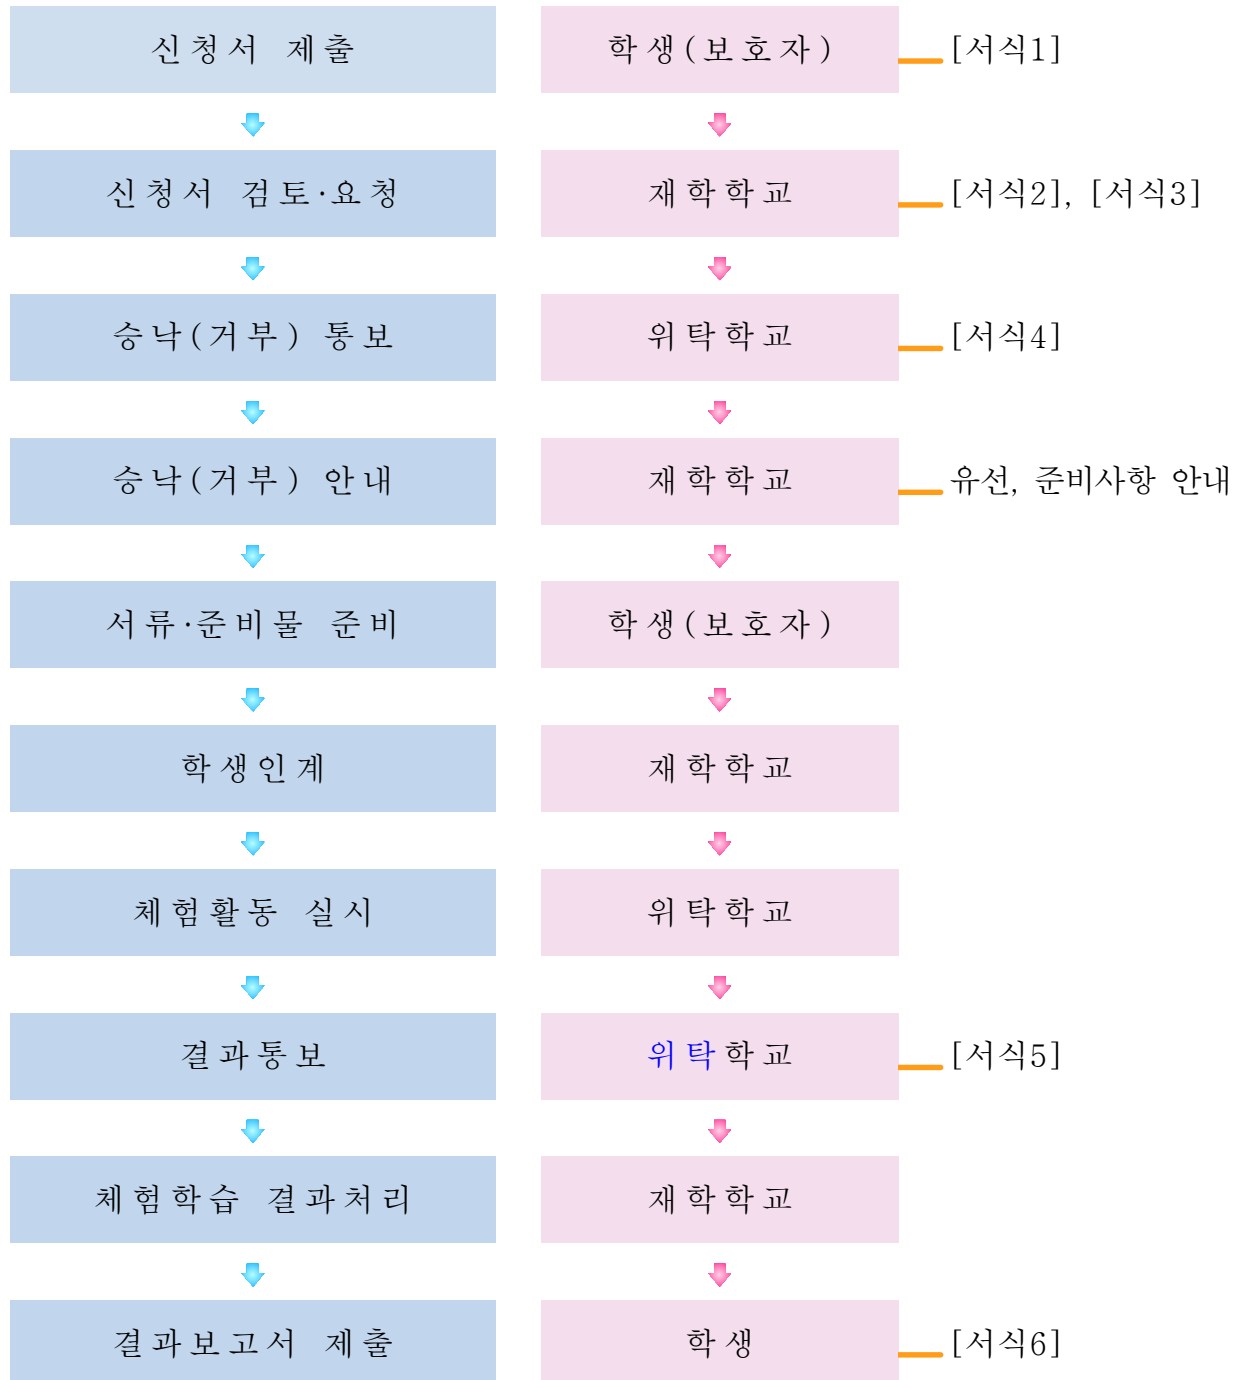 신청서 제출 학생(보호자) [서식1]
신청서 검토·요청 재학학교 [서식2], [서식3]
승낙(거부) 통보 위탁학교 [서식4]
승낙(거부) 안내 재학학교 유선, 준비사항 안내
서류·준비물 준비 학생(보호자)
학생인계 재학학교
체험활동 실시 위탁학교
결과통보 위탁학교 [서식5]
체험학습 결과처리 재학학교
결과보고서 제출 학생 [서식6]